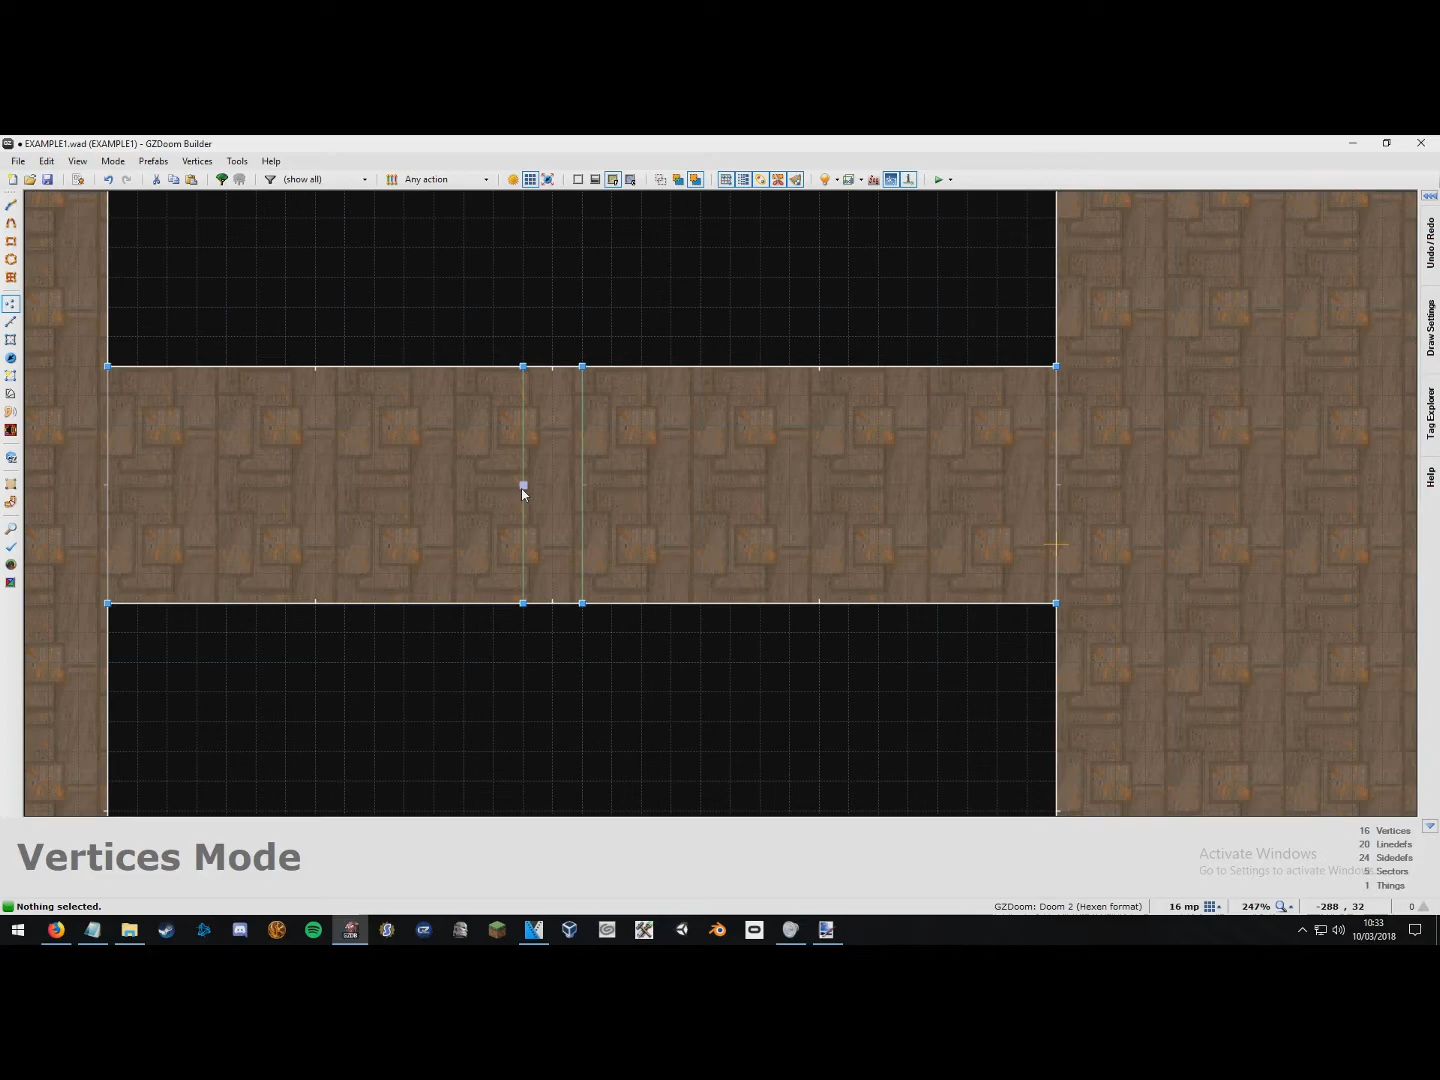 EXAMPLE1.wad (EXAMPLE1) - GZDoom Builder
File Edit View Mode Prefabs Vertices Tools Help
(show all) Any action
Undo / Redo
Draw Settings
Tag Explorer
Help
Vertices Mode
16 Vertices
20 Linedefs
24 Sidedefs
5 Sectors
1 Things
Activate Windows
Go to Settings to activate Windows.
Nothing selected.
GZDoom: Doom 2 (Hexen format) 16 mp 247% -288 , 32 0
10:33
10/03/2018